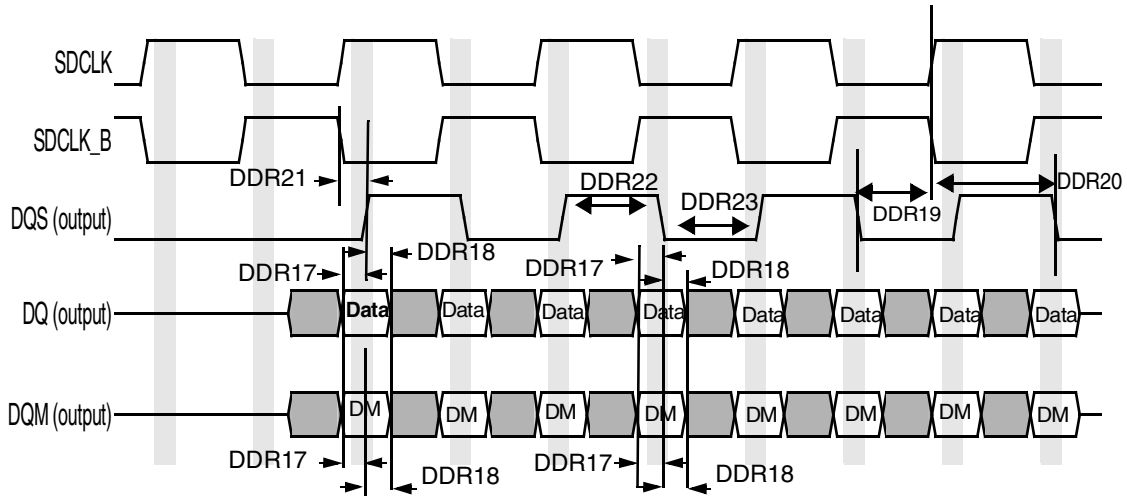 SDCLK
SDCLK_B
DDR21
DDR22
DDR20
DDR23
DDR19
DQS (output)
DDR18
DDR17
DDR17
DDR18
DQ (output)
Data Data Data Data Data Data Data Data
DQM (output)
DM DM DM DM DM DM DM DM
DDR17
DDR18
DDR17
DDR18